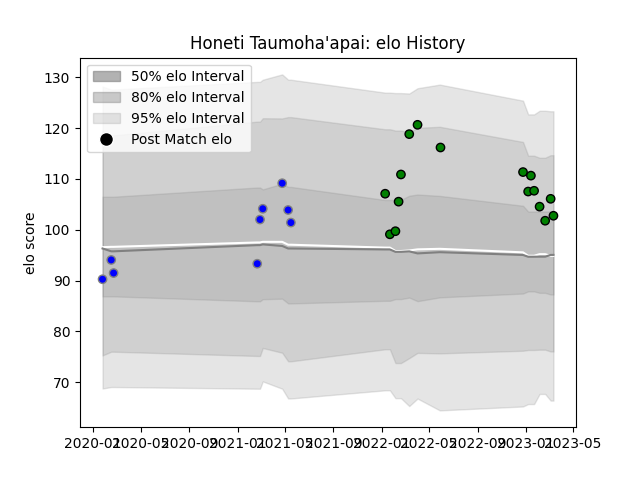 Honeti Taumoha'apai: elo History
50% elo Interval
80% elo Interval
95% elo Interval
Post Match elo
elo score
130
120
110
100
90
80
70
2020-01 2020-05 2020-09 2021-01 2021-05 2021-09 2022-01 2022-05 2022-09 2023-01 2023-05